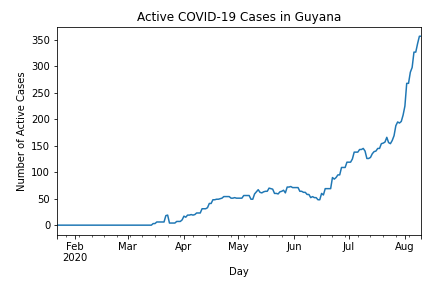 Active COVID-19 Cases in Guyana
350
300
250
200
150
100
50
0
Number of Active Cases
Feb Mar Apr May Jun Jul Aug
2020
Day